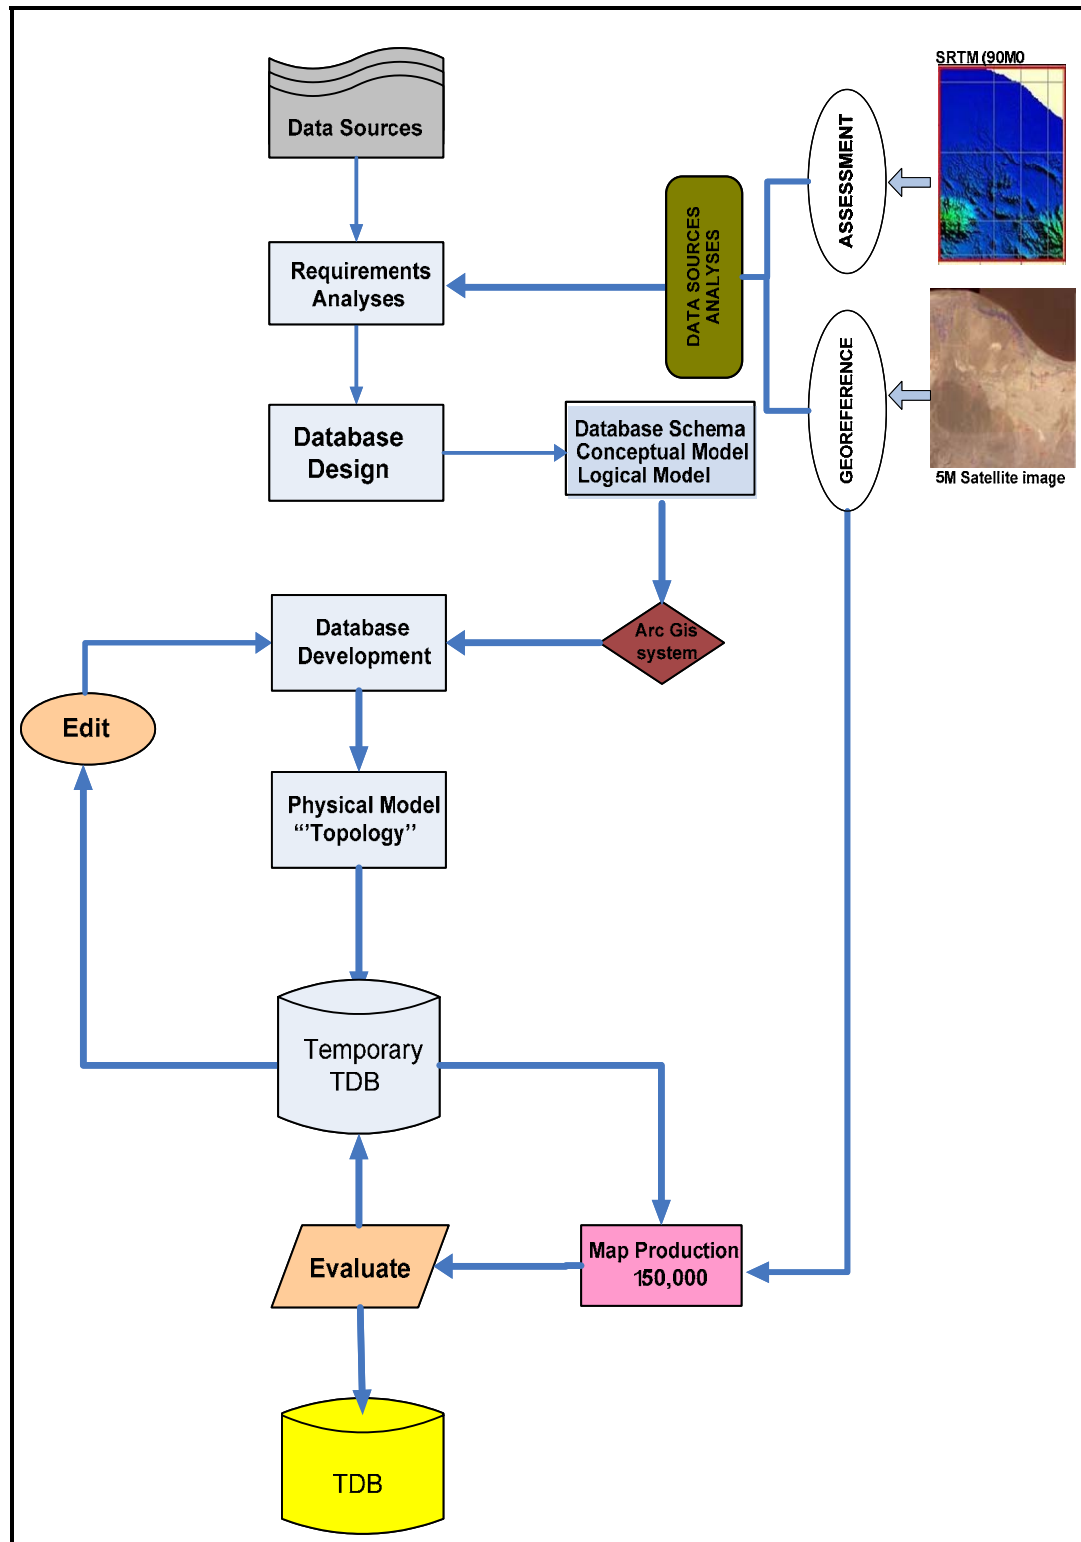 SRTM (90M0
Data Sources
ASSESSMENT
DATA SOURCES
ANALYSES
Requirements
Analyses
GEOREFERENCE
5M Satellite image
Database
Design
Database Schema
Conceptual Model
Logical Model
Arc Gis
system
Database
Development
Edit
Physical Model
“’Topology’’
Temporary
TDB
Map Production
150,000
Evaluate
TDB